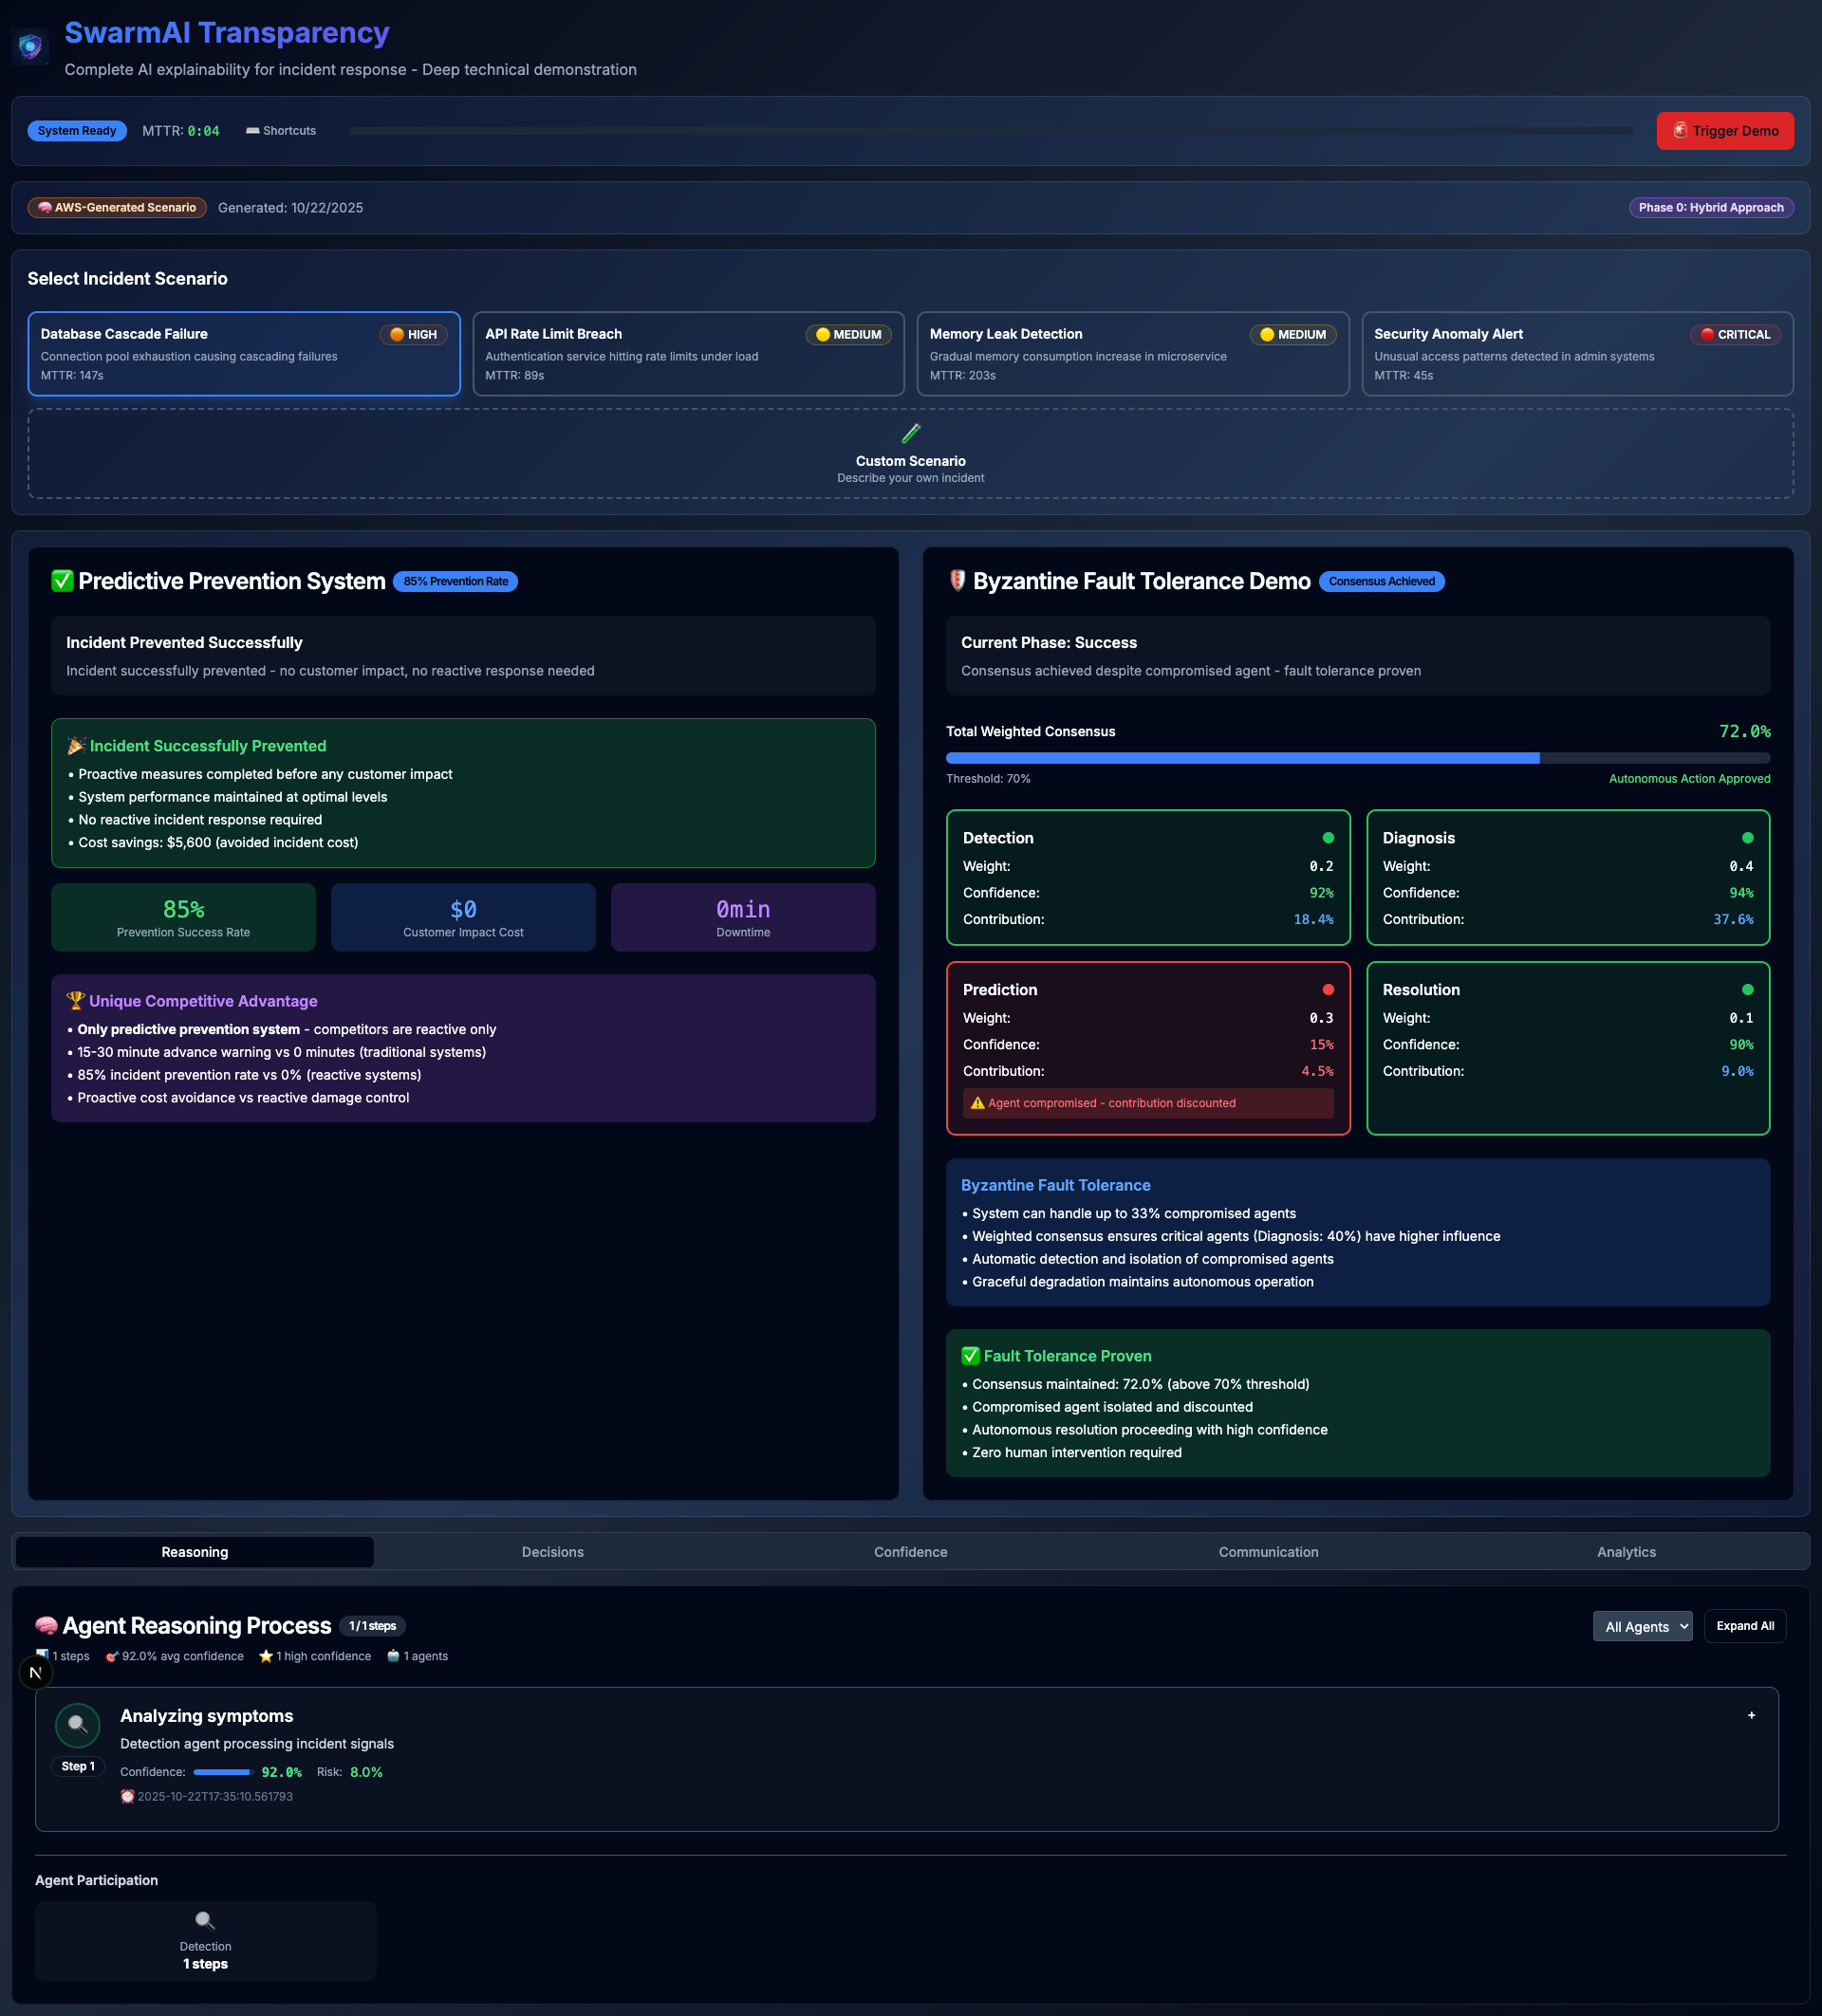 SwarmAI Transparency
Complete AI explainability for incident response - Deep technical demonstration
System Ready MTTR: 0:04 ⌨️ Shortcuts 🚨 Trigger Demo
🧠 AWS-Generated Scenario Generated: 10/22/2025 Phase 0: Hybrid Approach
Select Incident Scenario
Database Cascade Failure 🟠 HIGH
Connection pool exhaustion causing cascading failures
MTTR: 147s
API Rate Limit Breach 🟡 MEDIUM
Authentication service hitting rate limits under load
MTTR: 89s
Memory Leak Detection 🟡 MEDIUM
Gradual memory consumption increase in microservice
MTTR: 203s
Security Anomaly Alert 🔴 CRITICAL
Unusual access patterns detected in admin systems
MTTR: 45s
🧪
Custom Scenario
Describe your own incident
✅ Predictive Prevention System 85% Prevention Rate
Incident Prevented Successfully
Incident successfully prevented - no customer impact, no reactive response needed
🎉 Incident Successfully Prevented
• Proactive measures completed before any customer impact
• System performance maintained at optimal levels
• No reactive incident response required
• Cost savings: $5,600 (avoided incident cost)
85%
Prevention Success Rate
$0
Customer Impact Cost
0min
Downtime
🏆 Unique Competitive Advantage
• Only predictive prevention system - competitors are reactive only
• 15-30 minute advance warning vs 0 minutes (traditional systems)
• 85% incident prevention rate vs 0% (reactive systems)
• Proactive cost avoidance vs reactive damage control
🛡️ Byzantine Fault Tolerance Demo Consensus Achieved
Current Phase: Success
Consensus achieved despite compromised agent - fault tolerance proven
Total Weighted Consensus 72.0%
Threshold: 70% Autonomous Action Approved
Detection
Weight: 0.2
Confidence: 92%
Contribution: 18.4%
Diagnosis
Weight: 0.4
Confidence: 94%
Contribution: 37.6%
Prediction
Weight: 0.3
Confidence: 15%
Contribution: 4.5%
⚠️ Agent compromised - contribution discounted
Resolution
Weight: 0.1
Confidence: 90%
Contribution: 9.0%
Byzantine Fault Tolerance
• System can handle up to 33% compromised agents
• Weighted consensus ensures critical agents (Diagnosis: 40%) have higher influence
• Automatic detection and isolation of compromised agents
• Graceful degradation maintains autonomous operation
✅ Fault Tolerance Proven
• Consensus maintained: 72.0% (above 70% threshold)
• Compromised agent isolated and discounted
• Autonomous resolution proceeding with high confidence
• Zero human intervention required
Reasoning Decisions Confidence Communication Analytics
🧠 Agent Reasoning Process 1 / 1 steps All Agents Expand All
📊 1 steps 🎯 92.0% avg confidence ⭐ 1 high confidence 🤖 1 agents
N
Analyzing symptoms +
Detection agent processing incident signals
Step 1
Confidence: 92.0% Risk: 8.0%
⏰ 2025-10-22T17:35:10.561793
Agent Participation
🔍
Detection
1 steps